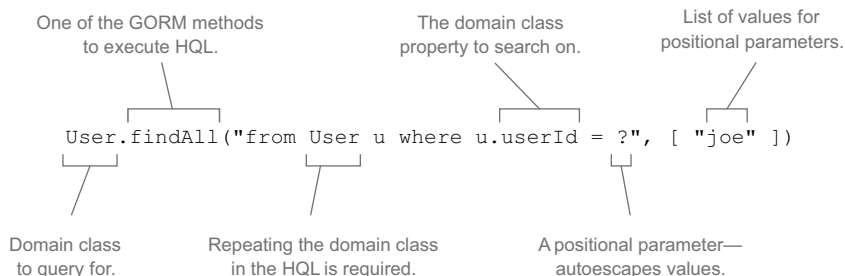 One of the GORM methods
to execute HQL.
The domain class
property to search on.
List of values for
positional parameters.
User.findAll("from User u where u.userId = ?", [ "joe" ])
Domain class
to query for.
Repeating the domain class
in the HQL is required.
A positional parameter—
autoescapes values.